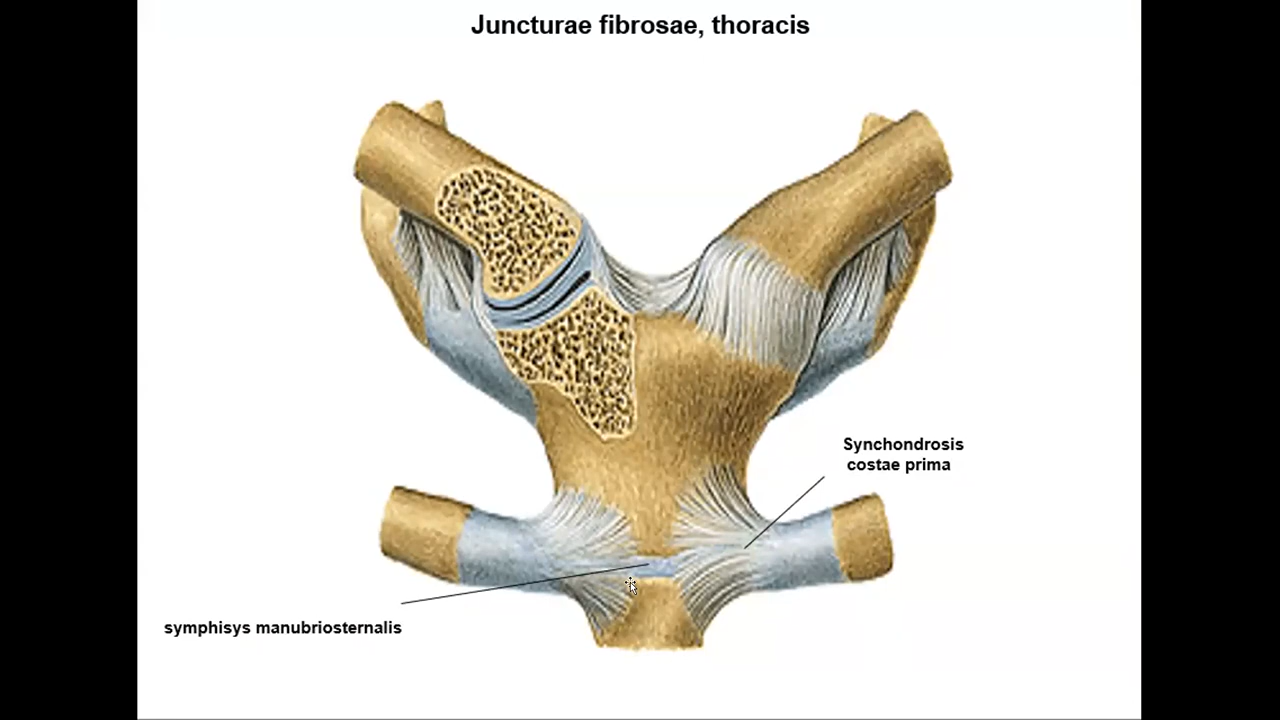 Juncturae fibrosae, thoracis
Synchondrosis
costae prima
symphisys manubriosternalis